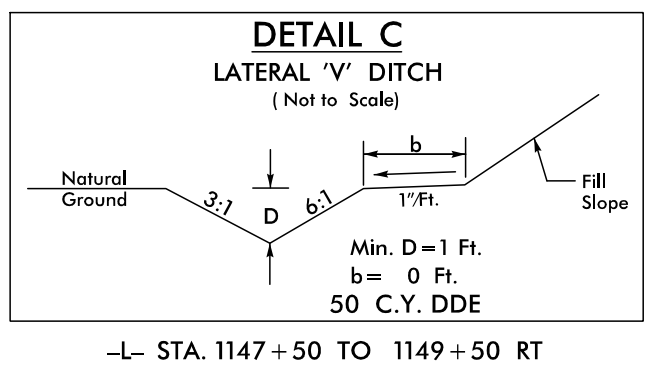 DETAIL C
LATERAL 'V' DITCH
( Not to Scale)
b
Natural
Ground
3:1
D
6:1
1"/Ft.
Fill
Slope
Min. D = 1 Ft.
b = 0 Ft.
50 C.Y. DDE
-L- STA. 1147 + 50 TO 1149 + 50 RT